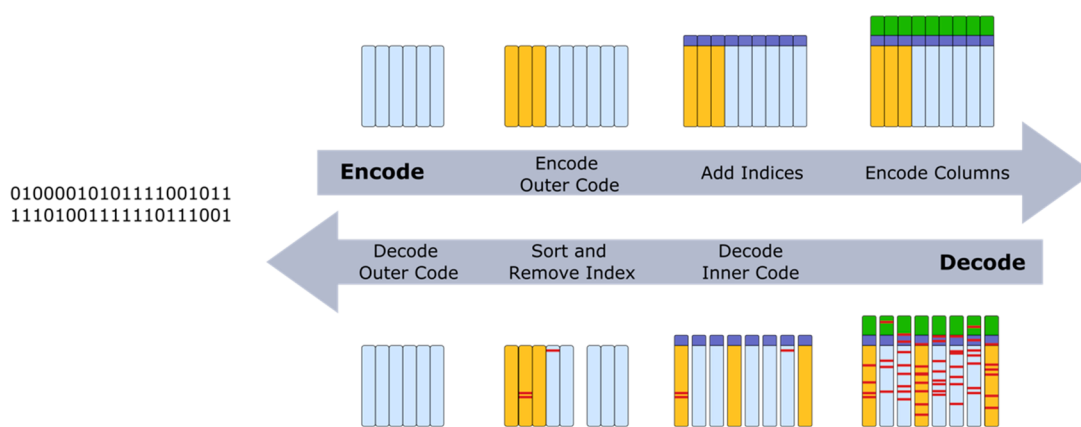 01000010101111001011
11101001111110111001
Encode
Encode
Outer Code
Add Indices
Encode Columns
Decode
Outer Code
Sort and
Remove Index
Decode
Inner Code
Decode